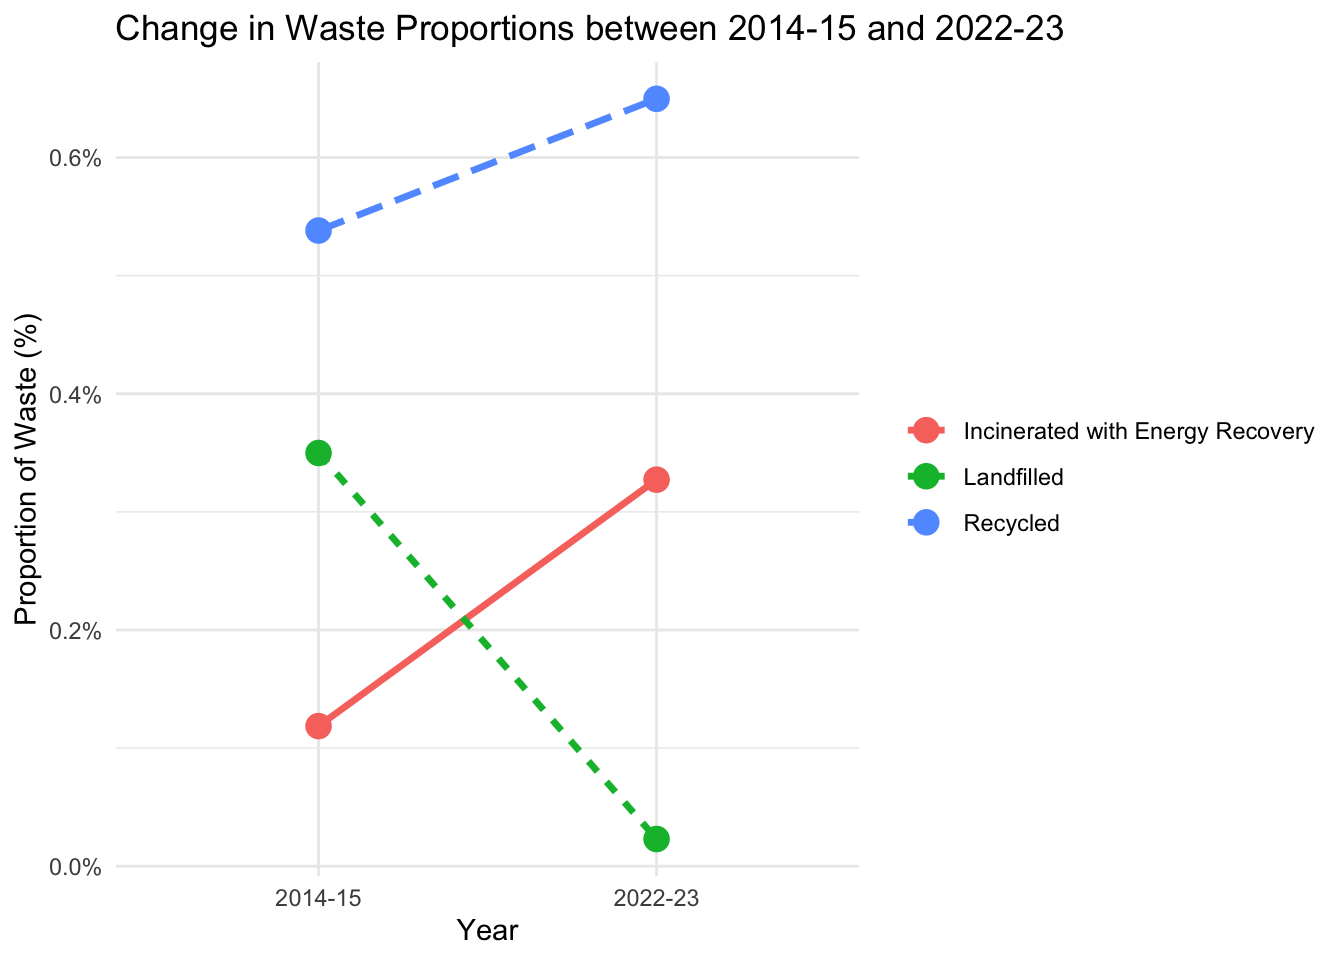 Change in Waste Proportions between 2014-15 and 2022-23
Proportion of Waste (%)
0.6%
0.4%
0.2%
0.0%
2014-15
2022-23
Year
Incinerated with Energy Recovery
Landfilled
Recycled